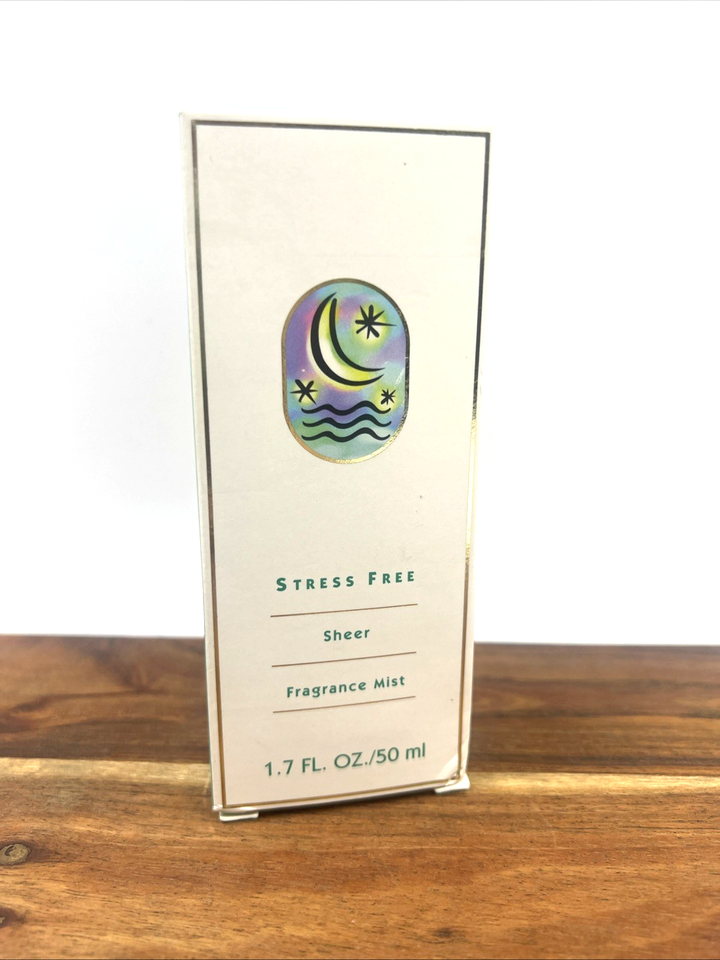 STRESS FREE
Sheer
Fragrance Mist
1.7 FL. OZ./50 ml